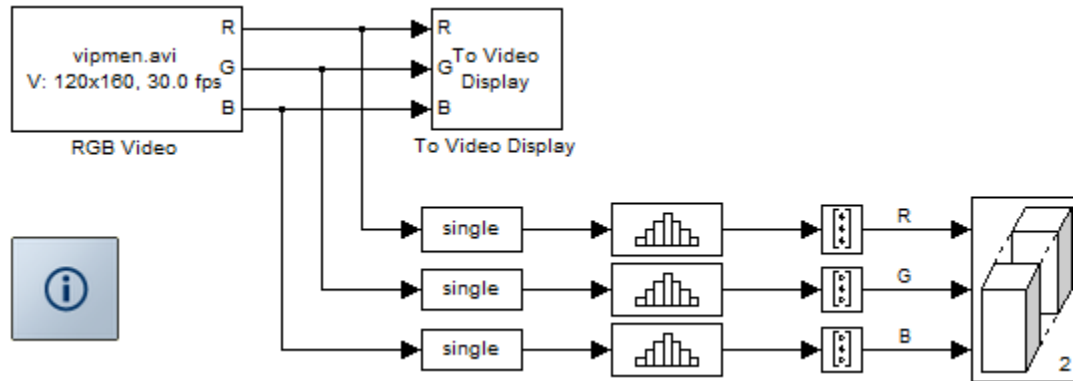 vipmen.avi
V: 120x160, 30.0 fps
R
G
B
RGB Video
R
G
B
To Video
Display
To Video Display
single
R
single
G
single
B
2